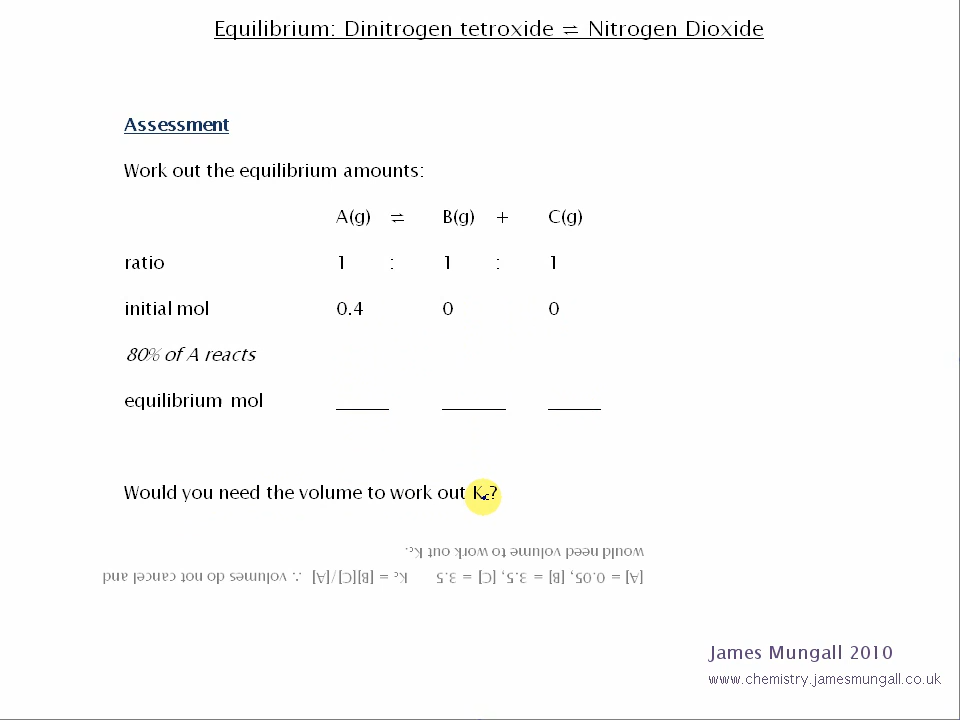 Equilibrium: Dinitrogen tetroxide ⇌ Nitrogen Dioxide
Assessment
Work out the equilibrium amounts:
A(g) ⇌ B(g) + C(g)
ratio 1 : 1 : 1
initial mol 0.4 0 0
80% of A reacts
equilibrium mol _____ ______ _____
Would you need the volume to work out Kc?
[A] = 0.05, [B] = 3.5, [C] = 3.5 Kc = [B][C]/[A] ∴ volumes do not cancel and
would need volume to work out Kc.
James Mungall 2010
www.chemistry.jamesmungall.co.uk